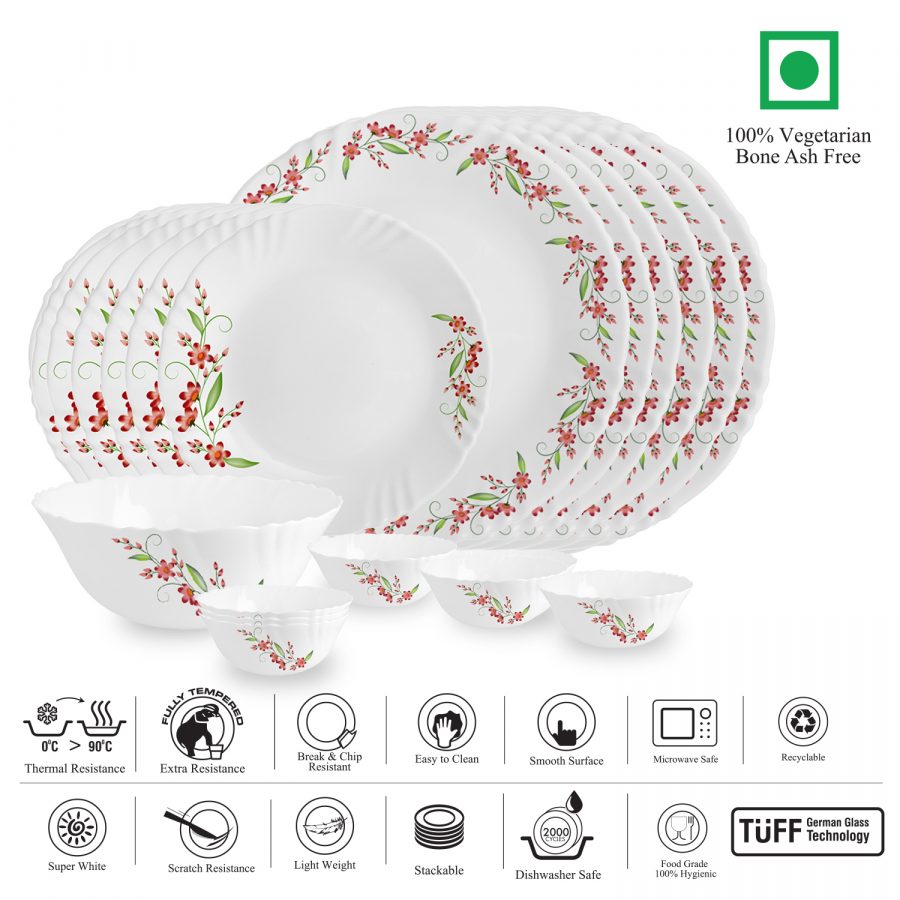 100% Vegetarian
Bone Ash Free
0°C > 90°C
Thermal Resistance
FULLY TEMPERED
Extra Resistance
Break & Chip
Resistant
Easy to Clean
Smooth Surface
Microwave Safe
Recyclable
Super White
Scratch Resistance
Light Weight
Stackable
2000
CYCLES
Dishwasher Safe
Food Grade
100% Hygienic
TÜFF German Glass
Technology